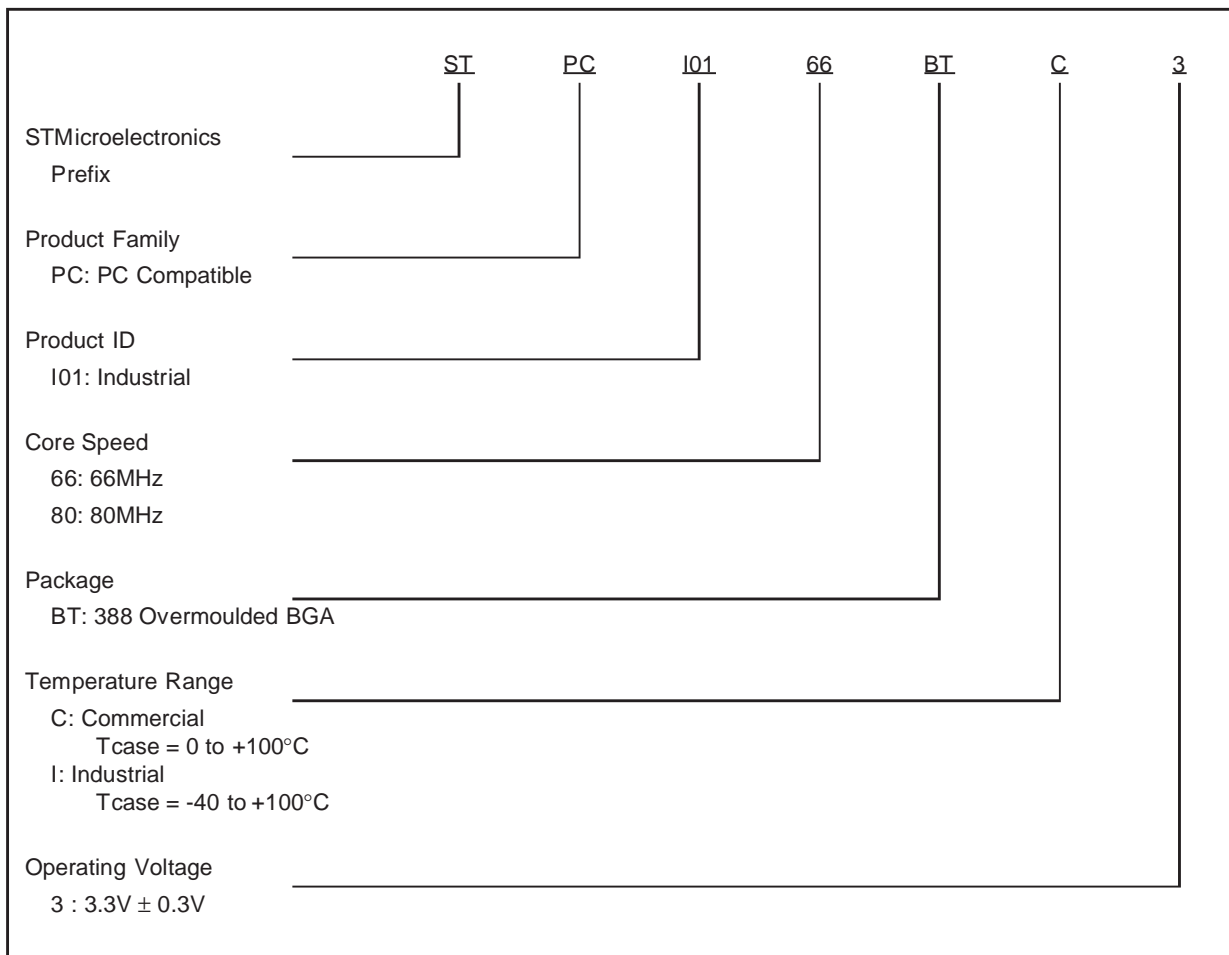 ST PC I01 66 BT C 3
STMicroelectronics
Prefix
Product Family
PC: PC Compatible
Product ID
I01: Industrial
Core Speed
66: 66MHz
80: 80MHz
Package
BT: 388 Overmoulded BGA
Temperature Range
C: Commercial
Tcase = 0 to +100°C
I: Industrial
Tcase = -40 to +100°C
Operating Voltage
3 : 3.3V ± 0.3V